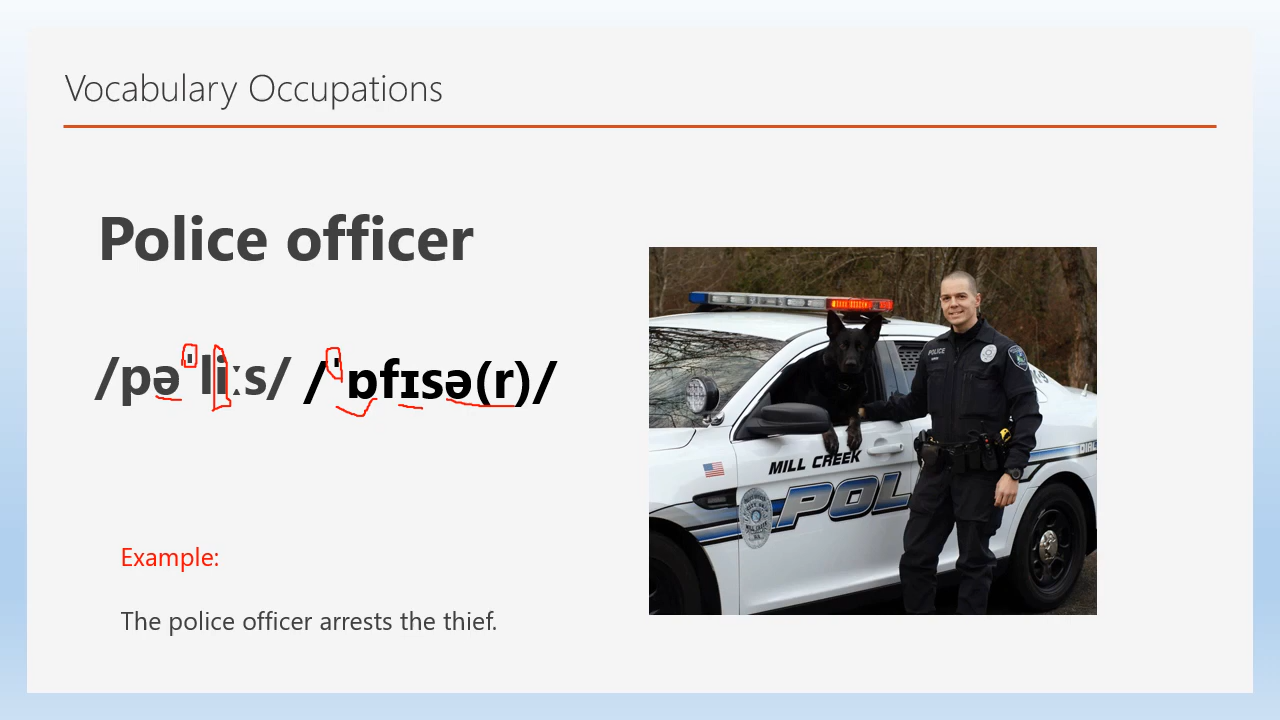 Vocabulary Occupations
Police officer
/pəˈliːs/ /ˈɒfɪsə(r)/
POLICE
MILL CREEK
POL
Example:
The police officer arrests the thief.